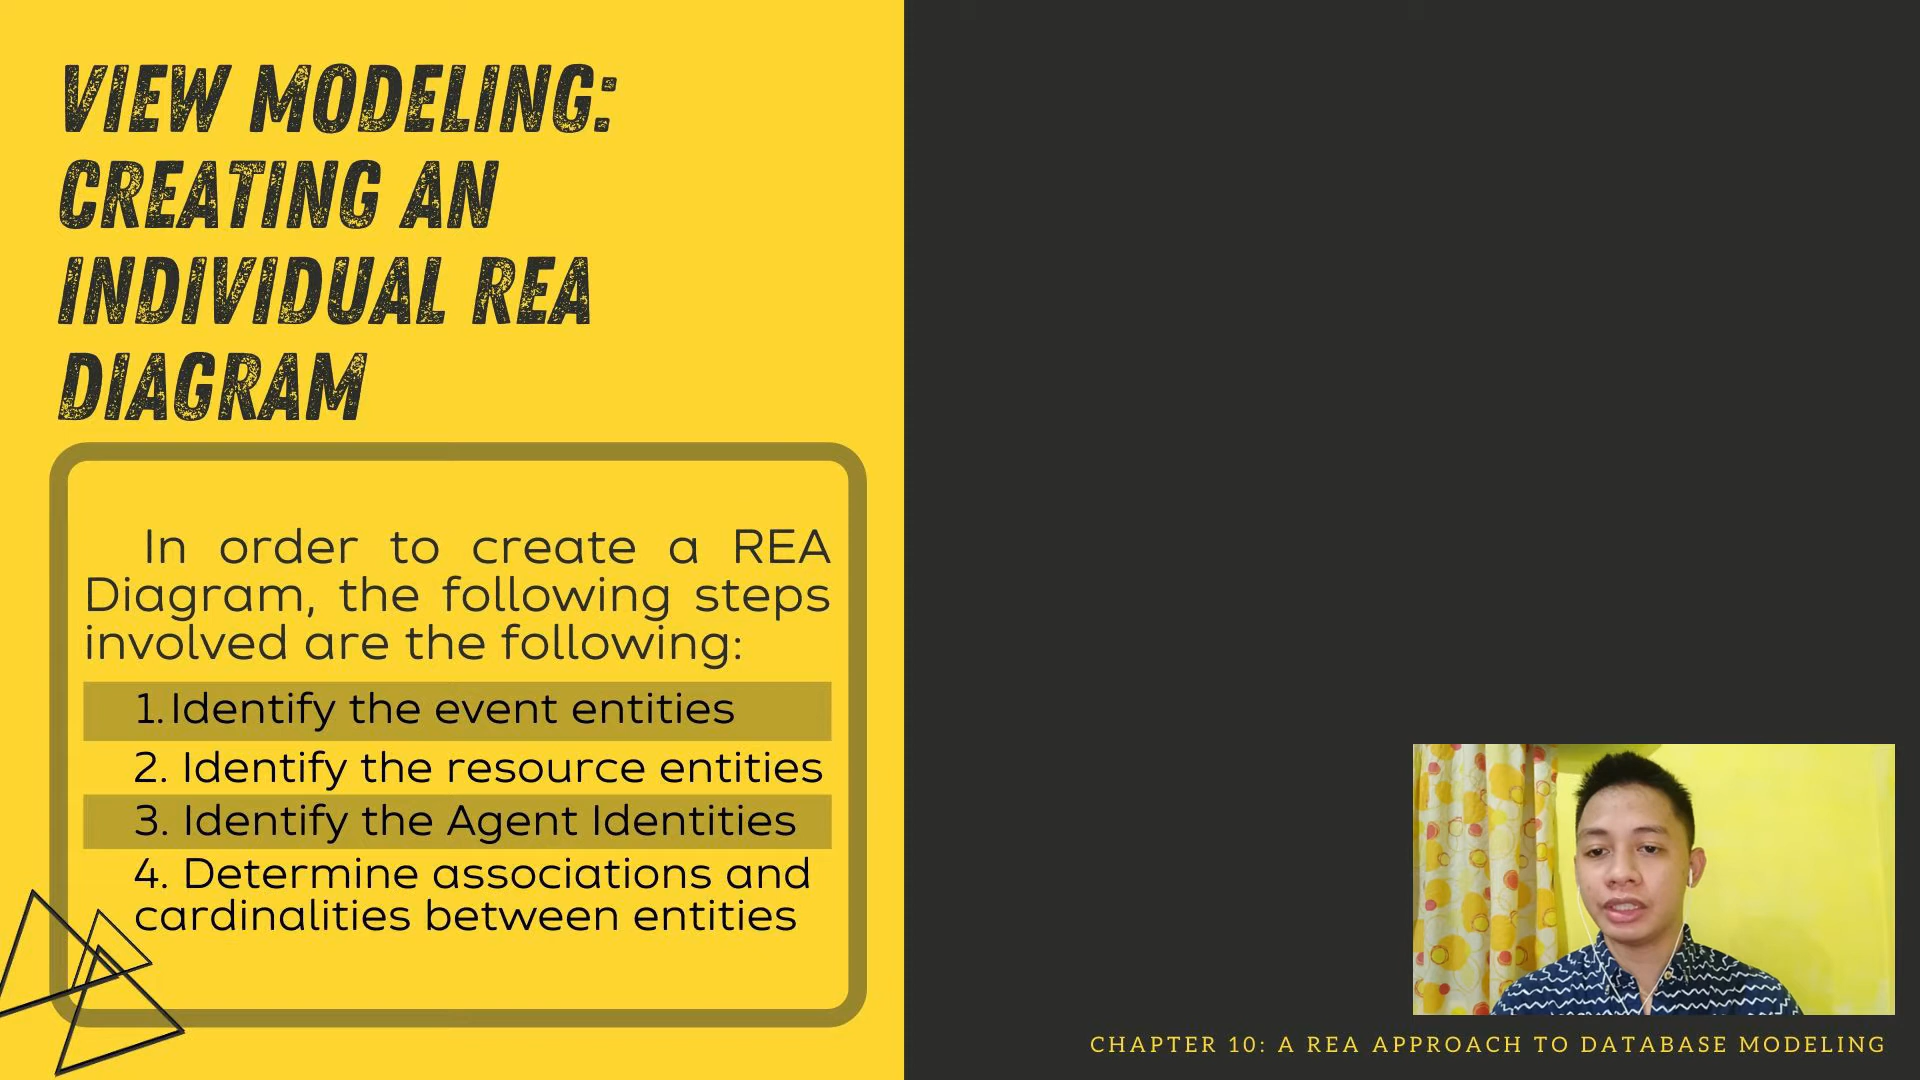 VIEW MODELING:
CREATING AN
INDIVIDUAL REA
DIAGRAM
In order to create a REA
Diagram, the following steps
involved are the following:
1. Identify the event entities
2. Identify the resource entities
3. Identify the Agent Identities
4. Determine associations and
cardinalities between entities
CHAPTER 10: A REA APPROACH TO DATABASE MODELING